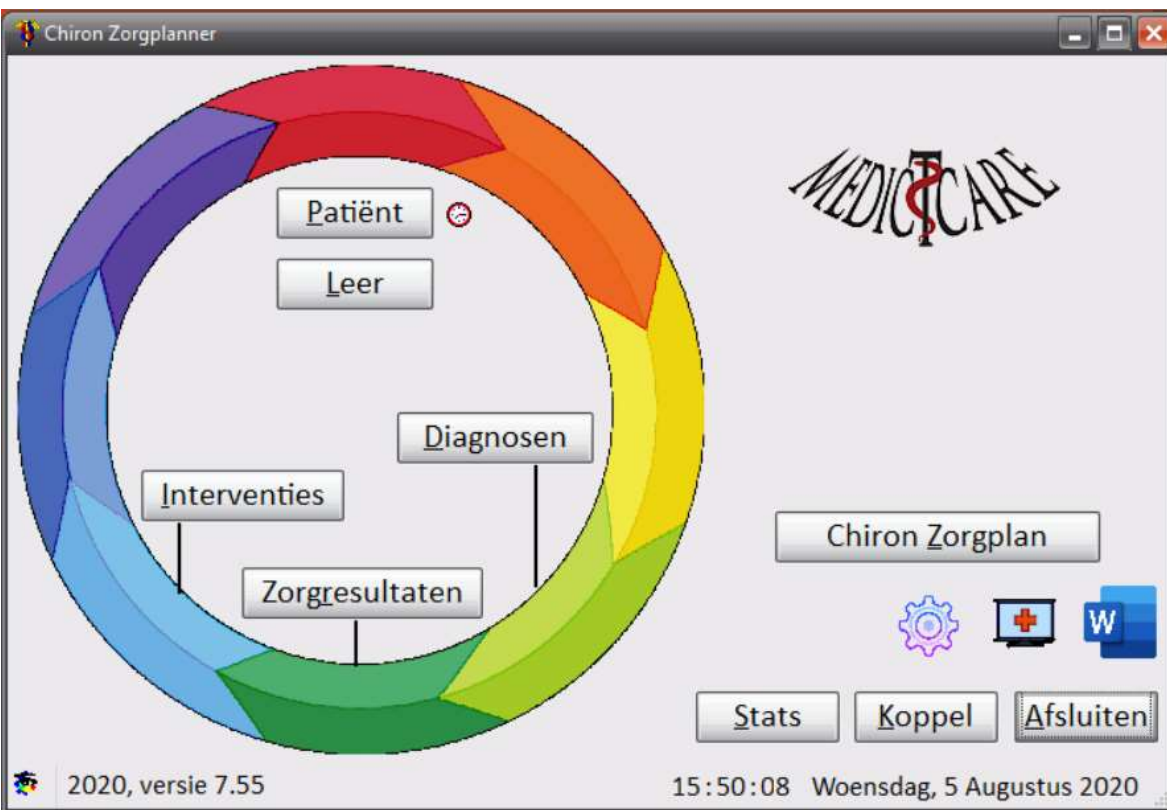 Chiron Zorgplanner
MEDICTCARE
Patiënt
Leer
Diagnosen
Interventies
Zorgresultaten
Chiron Zorgplan
W
Stats Koppel Afsluiten
2020, versie 7.55 15:50:08 Woensdag, 5 Augustus 2020